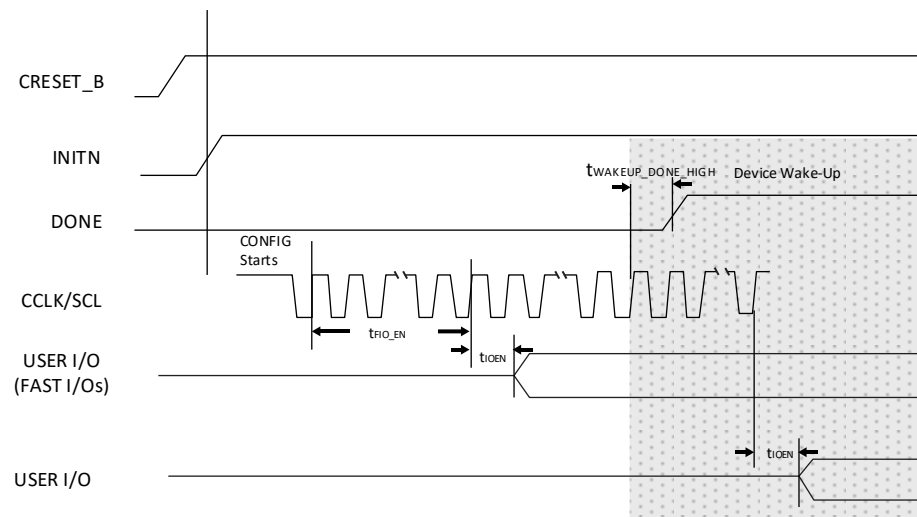 CRESET_B
INITN
tWAKEUP_DONE_HIGH Device Wake-Up
DONE
CONFIG
Starts
CCLK/SCL
tFIO_EN
USER I/O
(FAST I/Os)
tIOEN
tIOEN
USER I/O